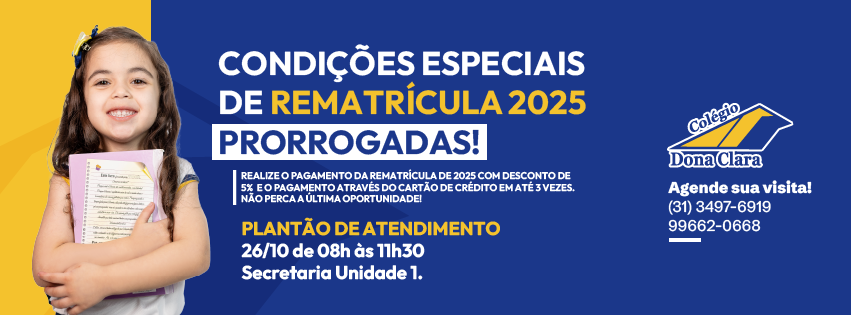 CONDIÇÕES ESPECIAIS
DE REMATRÍCULA 2025
PRORROGADAS!
REALIZE O PAGAMENTO DA REMATRÍCULA DE 2025 COM DESCONTO DE
5% E O PAGAMENTO ATRAVÉS DO CARTÃO DE CRÉDITO EM ATÉ 3 VEZES.
NÃO PERCA A ÚLTIMA OPORTUNIDADE!
PLANTÃO DE ATENDIMENTO
26/10 de 08h às 11h30
Secretaria Unidade 1.
Colégio
Dona Clara
Agende sua visita!
(31) 3497-6919
99662-0668